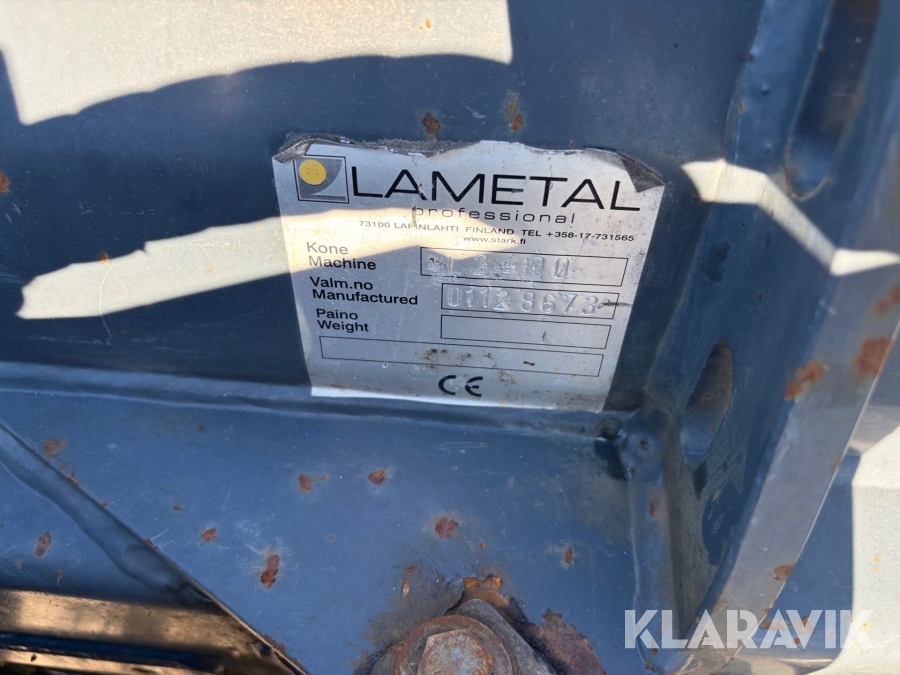 LAMETAL
professional
73100 LAPINLAHTI FINLAND TEL +358-17-731565
www.stark.fi
Kone
Machine
Valm.no
Manufactured 01128673
Paino
Weight
CE
KLARAVIK